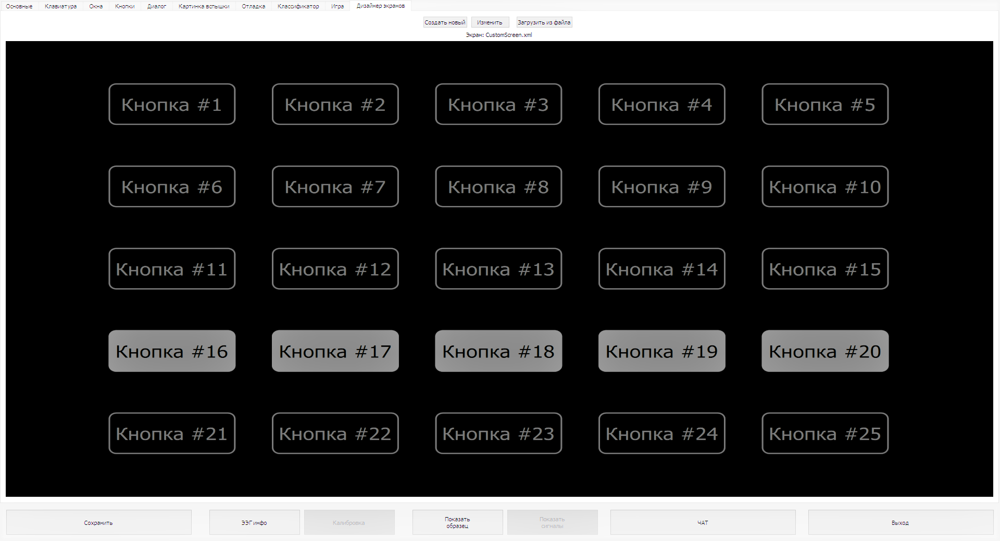 Основные Клавиатура Окна Кнопки Диалог Картинка вспышки Отладка Классификатор Игра Дизайнер экранов
Создать новый Изменить Загрузить из файла
Экран: CustomScreen.xml
Кнопка #1 Кнопка #2 Кнопка #3 Кнопка #4 Кнопка #5
Кнопка #6 Кнопка #7 Кнопка #8 Кнопка #9 Кнопка #10
Кнопка #11 Кнопка #12 Кнопка #13 Кнопка #14 Кнопка #15
Кнопка #16 Кнопка #17 Кнопка #18 Кнопка #19 Кнопка #20
Кнопка #21 Кнопка #22 Кнопка #23 Кнопка #24 Кнопка #25
Сохранить
ЭЭГ инфо
Калибровка
Показать
образец
Показать
сигналы
ЧАТ
Выход